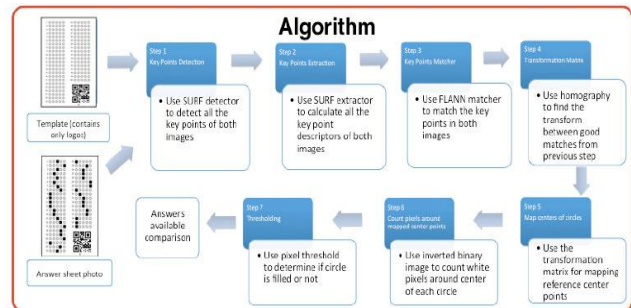 Algorithm
Template (contains
only logos)
Answer sheet photo
Step 1
Key Points Detection
• Use SURF detector
to detect all the
key points of both
images
Step 2
Key Points Extraction
• Use SURF extractor
to calculate all the
key point
descriptors of both
images
Step 3
Key Points Matcher
• Use FLANN matcher
to match the key
points in both
images
Step 4
Transformation Matrix
• Use homography
to find the
transform
between good
matches from
previous step
Step 5
Map centers of circles
• Use the
transformation
matrix for mapping
reference center
points
Step 6
Count pixels around
mapped center points
• Use inverted binary
image to count white
pixels around center
of each circle
Step 7
Thresholding
• Use pixel threshold
to determine if circle
is filled or not
Answers
available
comparison